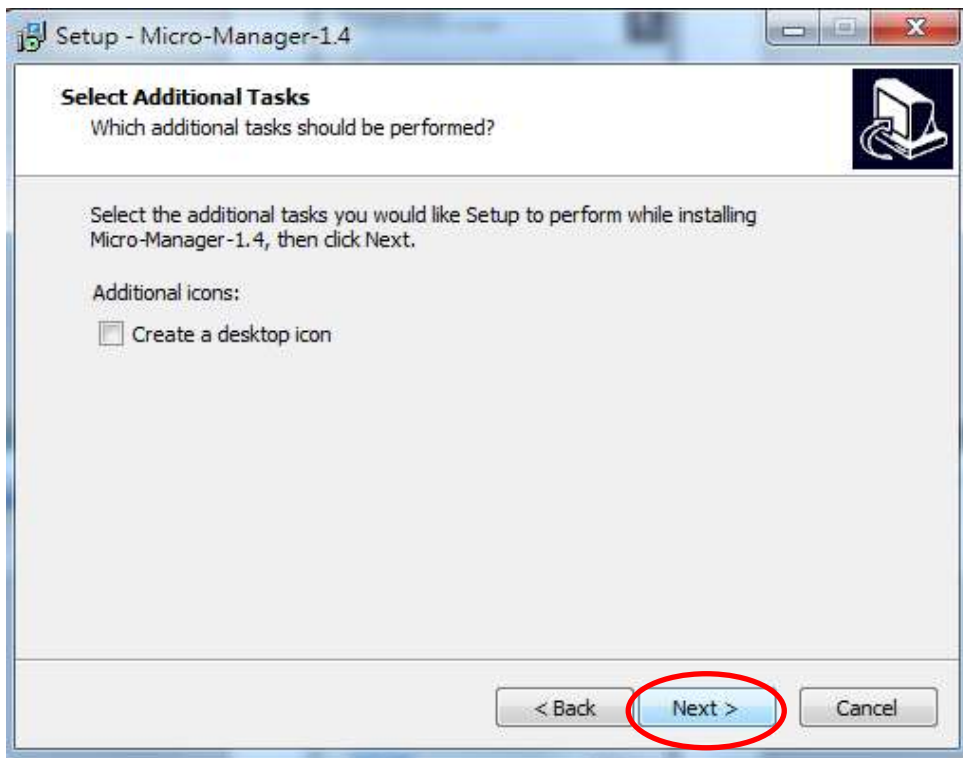 Setup - Micro-Manager-1.4
Select Additional Tasks
Which additional tasks should be performed?
Select the additional tasks you would like Setup to perform while installing
Micro-Manager-1.4, then click Next.
Additional icons:
Create a desktop icon
< Back Next > Cancel